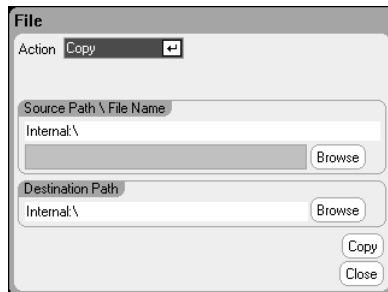 File
Action Copy
Source Path \ File Name
Internal:\
Browse
Destination Path
Internal:\
Browse
Copy
Close